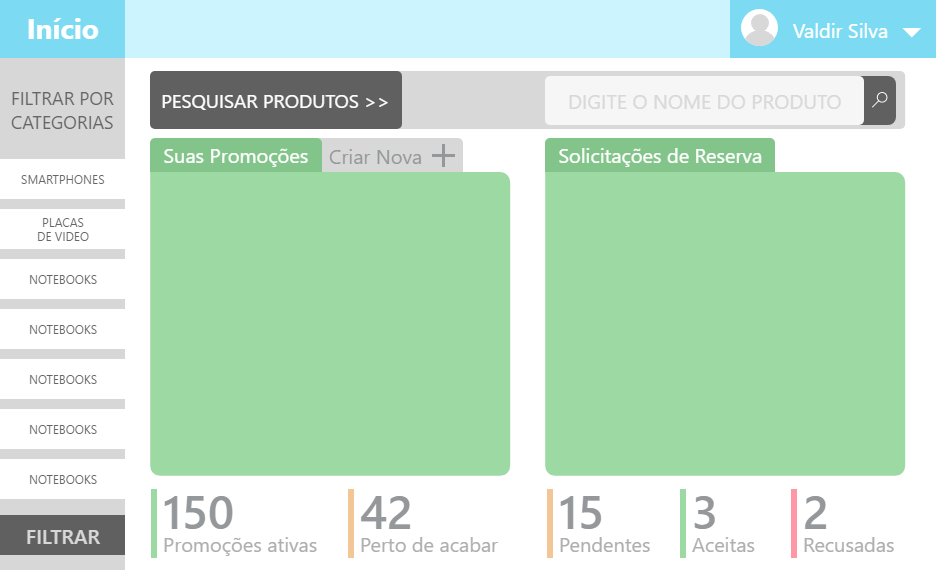 Início
Valdir Silva
FILTRAR POR
CATEGORIAS
SMARTPHONES
PLACAS
DE VIDEO
NOTEBOOKS
NOTEBOOKS
NOTEBOOKS
NOTEBOOKS
NOTEBOOKS
FILTRAR
PESQUISAR PRODUTOS >>
DIGITE O NOME DO PRODUTO
Suas Promoções
Criar Nova +
Solicitações de Reserva
150
Promoções ativas
42
Perto de acabar
15
Pendentes
3
Aceitas
2
Recusadas